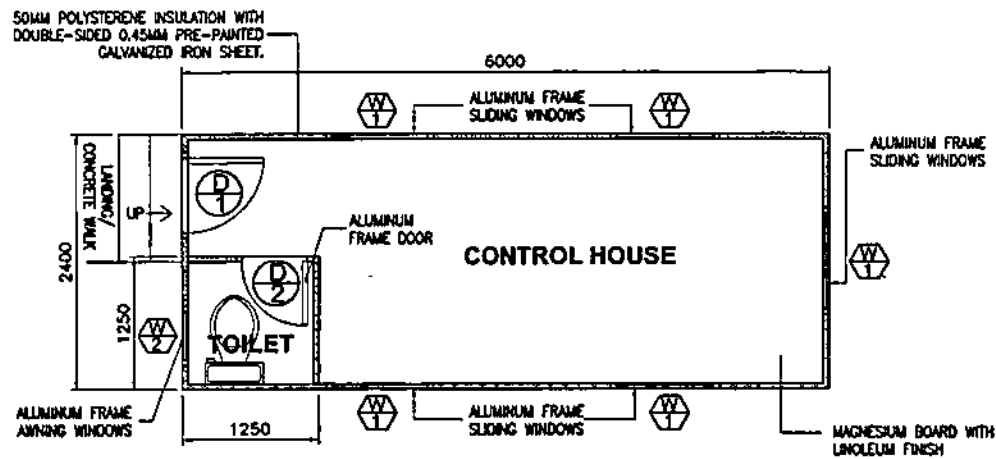 50MM POLYSTERENE INSULATION WITH
DOUBLE-SIDED 0.45MM PRE-PAINTED
GALVANIZED IRON SHEET.
6000
W
1
ALUMINUM FRAME
SLIDING WINDOWS
W
1
ALUMINUM FRAME
SLIDING WINDOWS
LANDING/
CONCRETE WALK
UP
D
1
ALUMINUM
FRAME DOOR
2400
CONTROL HOUSE
W
1
D
2
1250
W
2
TOILET
ALUMINUM FRAME
AWNING WINDOWS
1250
W
1
ALUMINUM FRAME
SLIDING WINDOWS
W
1
MAGNESIUM BOARD WITH
LINOLEUM FINISH